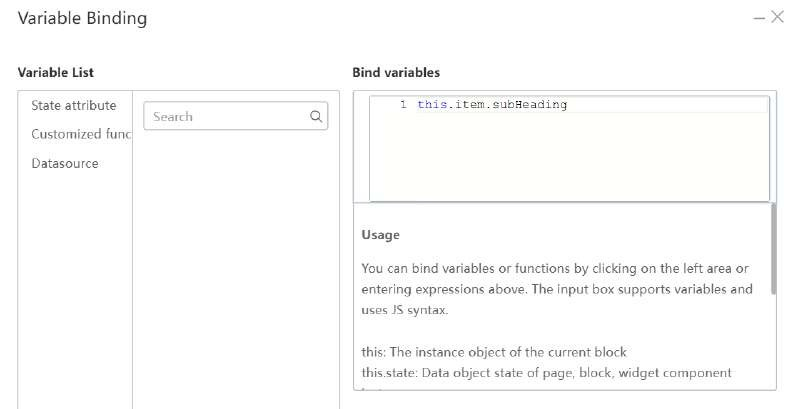 Variable Binding
Variable List
State attribute
Customized func
Datasource
Search
Bind variables
1 this.item.subHeading
Usage
You can bind variables or functions by clicking on the left area or
entering expressions above. The input box supports variables and
uses JS syntax.
this: The instance object of the current block
this.state: Data object state of page, block, widget component